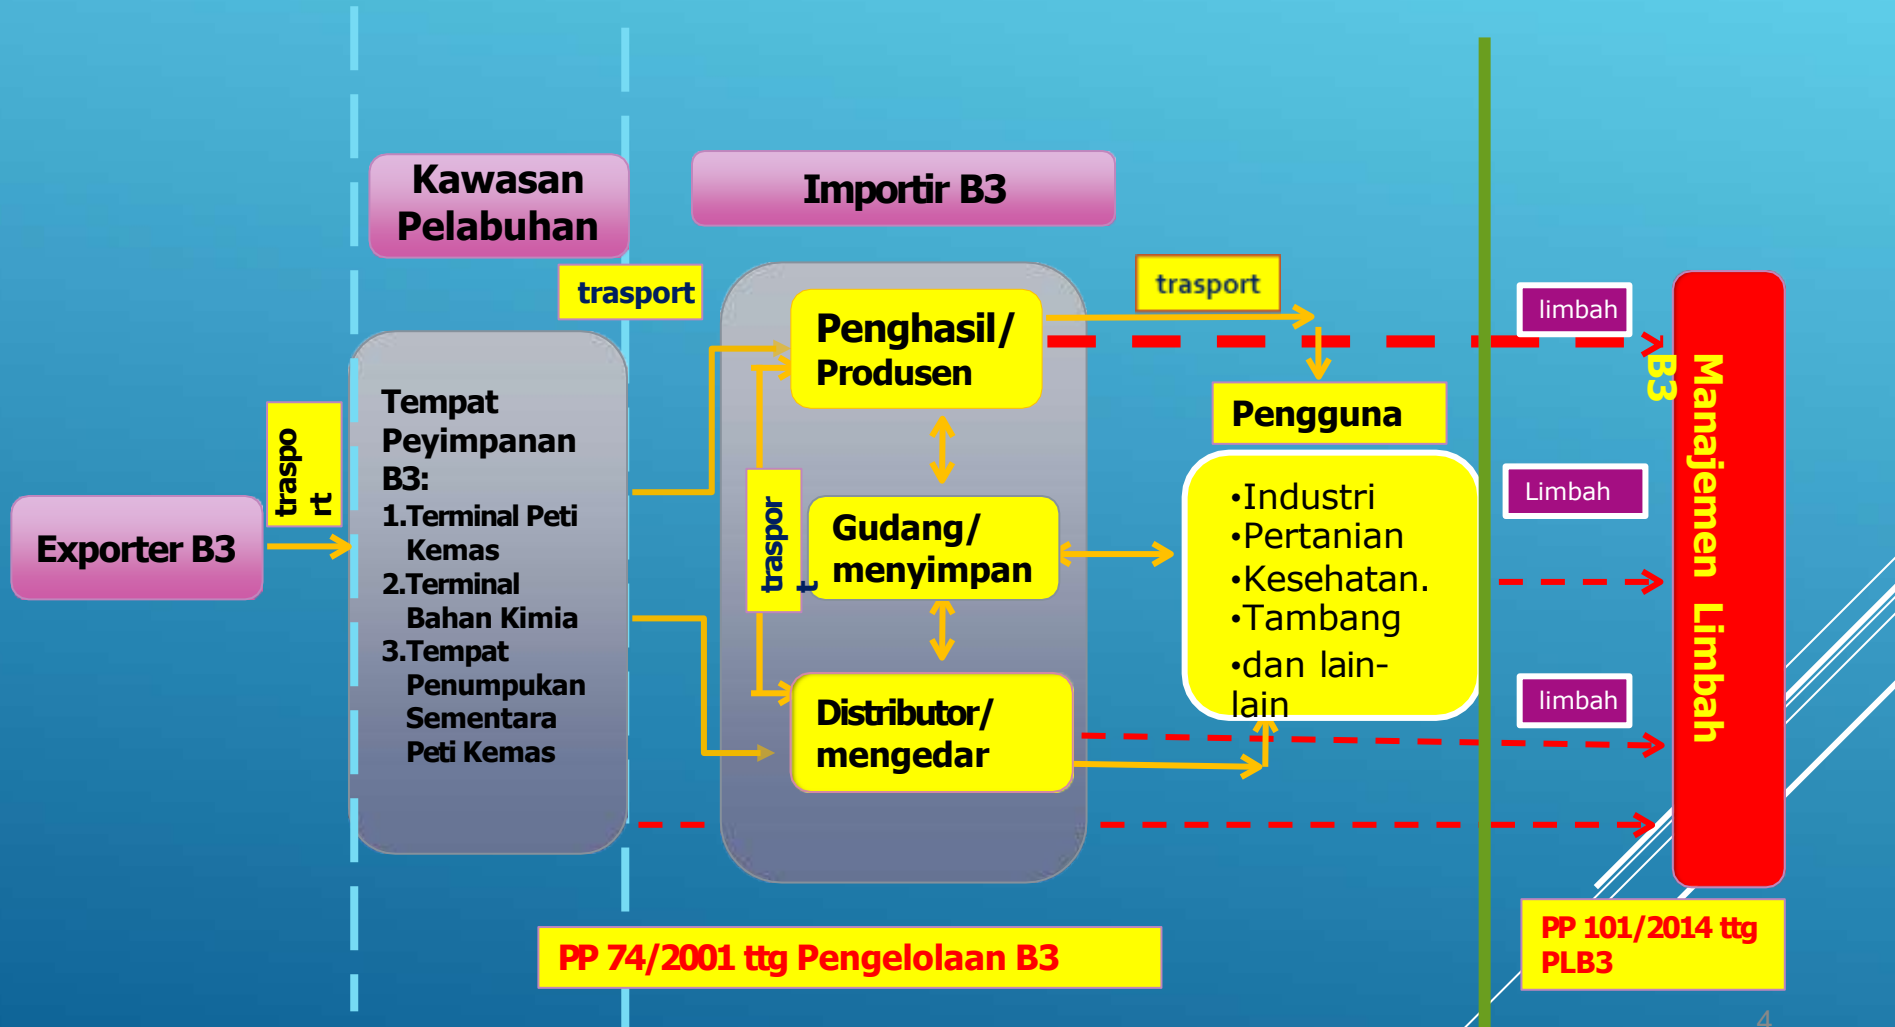 Kawasan
Pelabuhan
Importir B3
trasport
trasport
Exporter B3
traspo
rt
Tempat
Peyimpanan
B3:
1.Terminal Peti
Kemas
2.Terminal
Bahan Kimia
3.Tempat
Penumpukan
Sementara
Peti Kemas
Penghasil/
Produsen
traspor
t
Gudang/
menyimpan
Distributor/
mengedar
Pengguna
•Industri
•Pertanian
•Kesehatan.
•Tambang
•dan lain-
lain
limbah
Limbah
limbah
Manajemen Limbah
B3
PP 74/2001 ttg Pengelolaan B3
PP 101/2014 ttg
PLB3
4